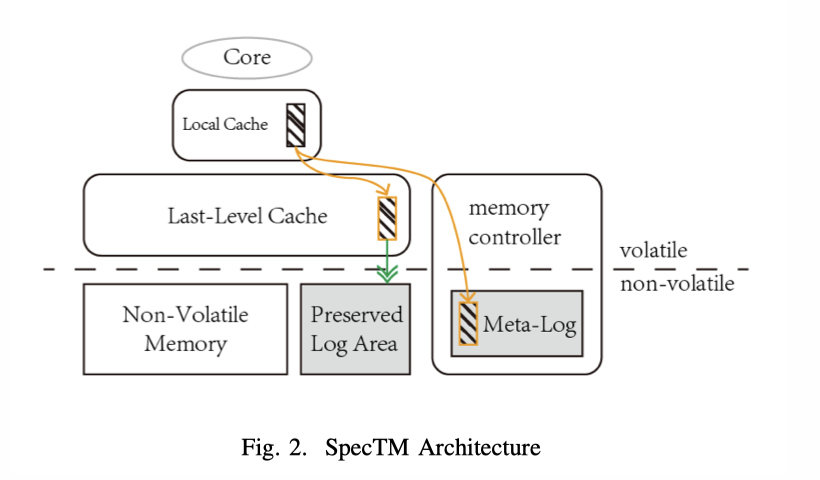 Core
Local Cache
Last-Level Cache
memory
controller
volatile
non-volatile
Non-Volatile
Memory
Preserved
Log Area
Meta-Log
Fig. 2. SpecTM Architecture